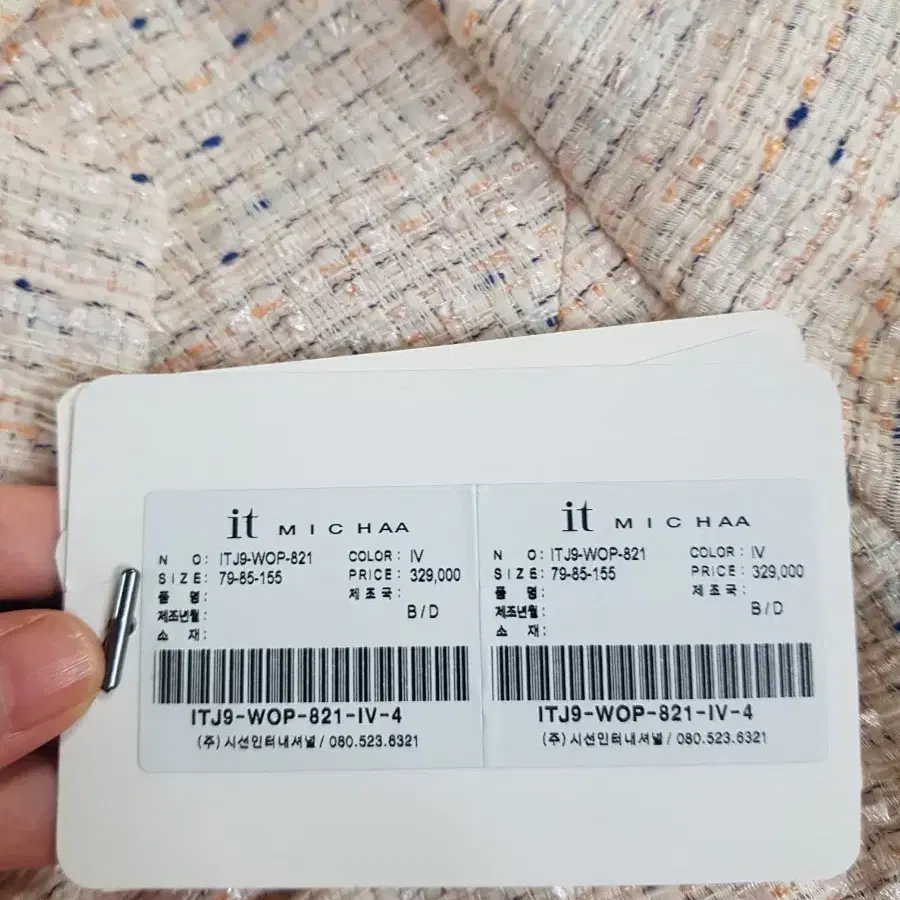 it MICHAA
N O: ITJ9-WOP-821 COLOR: IV
SIZE: 79-85-155 PRICE: 329,000
품 명: 제조국:
제조년월: B/D
소 재:
ITJ9-WOP-821-IV-4
(주)시선인터내셔널/080.523.6321
it MICHAA
N O: ITJ9-WOP-821 COLOR: IV
SIZE: 79-85-155 PRICE: 329,000
품 명: 제조국:
제조년월: B/D
소 재:
ITJ9-WOP-821-IV-4
(주)시선인터내셔널/080.523.6321